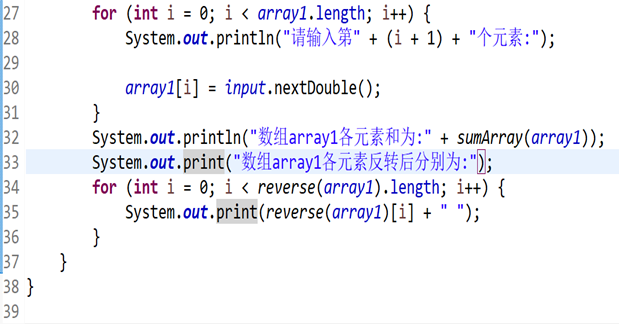 27 for (int i = 0; i < array1.length; i++) {
28 System.out.println("请输入第" + (i + 1) + "个元素:");
29
30 array1[i] = input.nextDouble();
31 }
32 System.out.println("数组array1各元素和为:" + sumArray(array1));
33 System.out.print("数组array1各元素反转后分别为:");
34 for (int i = 0; i < reverse(array1).length; i++) {
35 System.out.print(reverse(array1)[i] + " ");
36 }
37 }
38 }
39